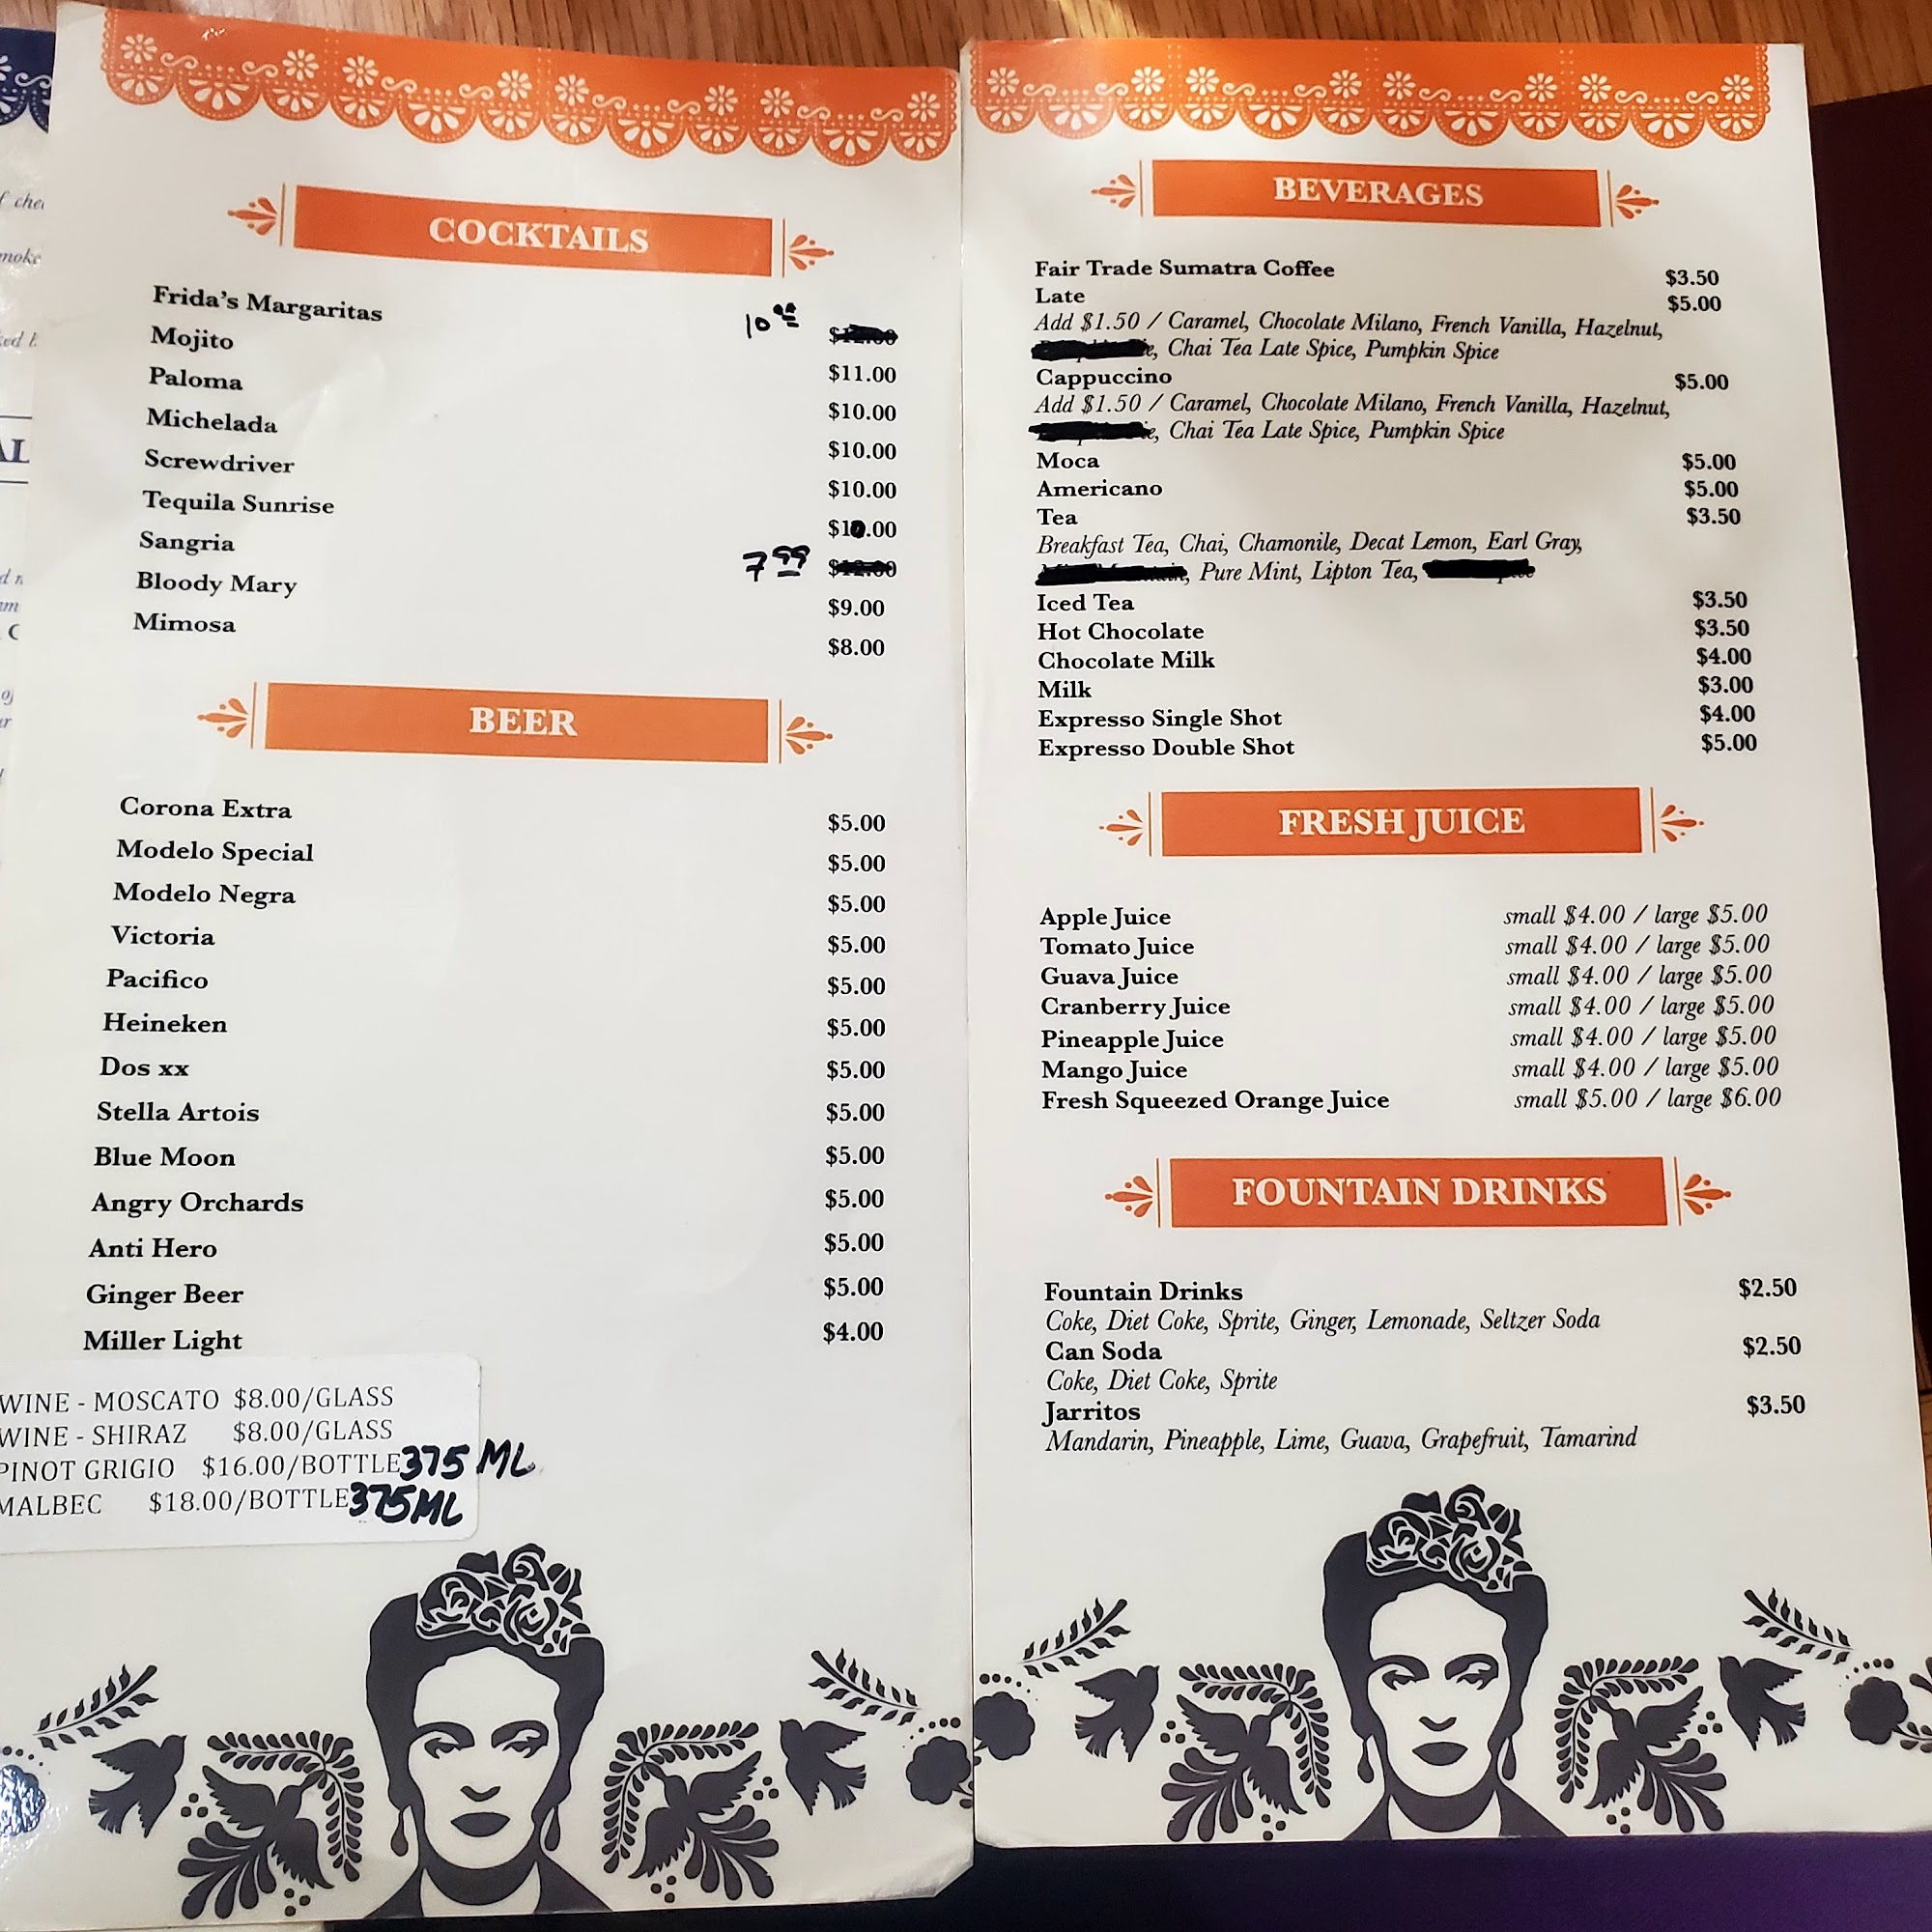 COCKTAILS
Frida's Margaritas 10 00
Mojito $11.00
Paloma $10.00
Michelada $10.00
Screwdriver $10.00
Tequila Sunrise $10.00
Sangria 7 99
Bloody Mary $9.00
Mimosa $8.00
BEER
Corona Extra $5.00
Modelo Special $5.00
Modelo Negra $5.00
Victoria $5.00
Pacifico $5.00
Heineken $5.00
Dos xx $5.00
Stella Artois $5.00
Blue Moon $5.00
Angry Orchards $5.00
Anti Hero $5.00
Ginger Beer $5.00
Miller Light $4.00
WINE - MOSCATO $8.00/GLASS
WINE - SHIRAZ $8.00/GLASS
PINOT GRIGIO $16.00/BOTTLE 375 ML
MALBEC $18.00/BOTTLE 375 ML
BEVERAGES
Fair Trade Sumatra Coffee $3.50
Late $5.00
Add $1.50 / Caramel, Chocolate Milano, French Vanilla, Hazelnut,
Chai Tea Late Spice, Pumpkin Spice
Cappuccino $5.00
Add $1.50 / Caramel, Chocolate Milano, French Vanilla, Hazelnut,
Chai Tea Late Spice, Pumpkin Spice
Moca $5.00
Americano $5.00
Tea $3.50
Breakfast Tea, Chai, Chamonile, Decat Lemon, Earl Gray,
Pure Mint, Lipton Tea,
Iced Tea $3.50
Hot Chocolate $3.50
Chocolate Milk $4.00
Milk $3.00
Expresso Single Shot $4.00
Expresso Double Shot $5.00
FRESH JUICE
Apple Juice small $4.00 / large $5.00
Tomato Juice small $4.00 / large $5.00
Guava Juice small $4.00 / large $5.00
Cranberry Juice small $4.00 / large $5.00
Pineapple Juice small $4.00 / large $5.00
Mango Juice small $4.00 / large $5.00
Fresh Squeezed Orange Juice small $5.00 / large $6.00
FOUNTAIN DRINKS
Fountain Drinks $2.50
Coke, Diet Coke, Sprite, Ginger, Lemonade, Seltzer Soda
Can Soda $2.50
Coke, Diet Coke, Sprite
Jarritos $3.50
Mandarin, Pineapple, Lime, Guava, Grapefruit, Tamarind